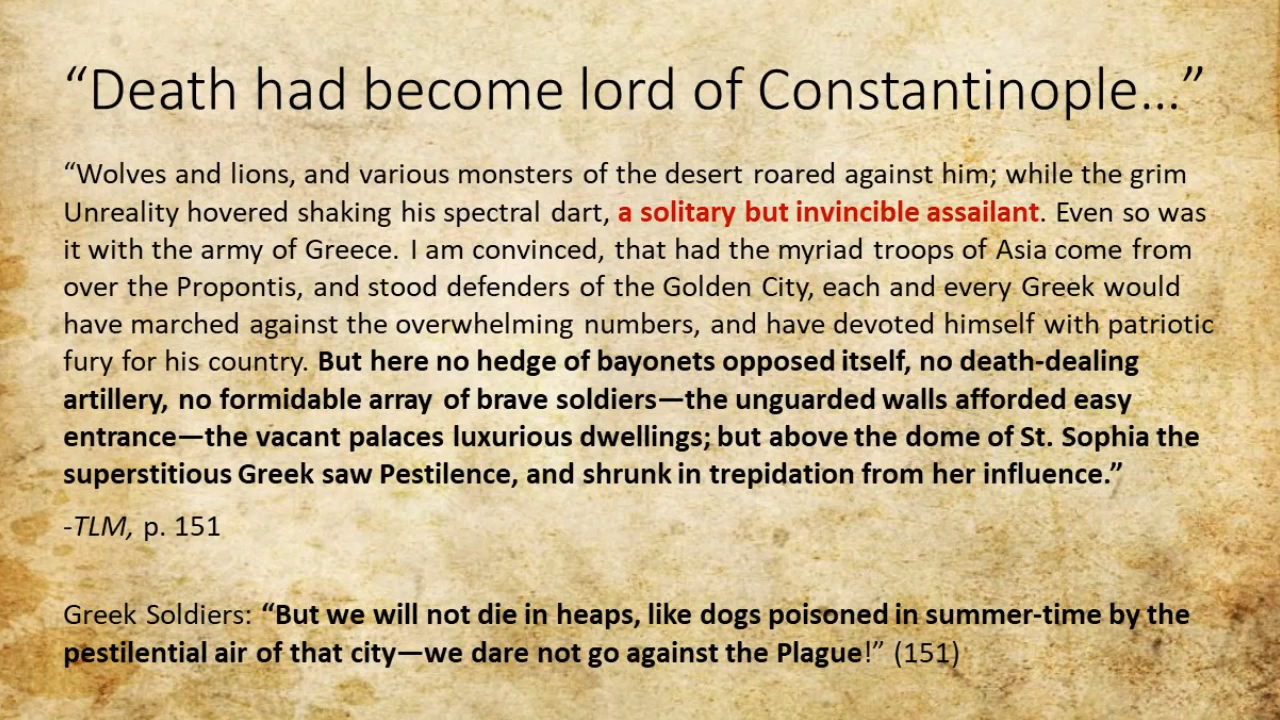 “Death had become lord of Constantinople…”
“Wolves and lions, and various monsters of the desert roared against him; while the grim
Unreality hovered shaking his spectral dart, a solitary but invincible assailant. Even so was
it with the army of Greece. I am convinced, that had the myriad troops of Asia come from
over the Propontis, and stood defenders of the Golden City, each and every Greek would
have marched against the overwhelming numbers, and have devoted himself with patriotic
fury for his country. But here no hedge of bayonets opposed itself, no death-dealing
artillery, no formidable array of brave soldiers—the unguarded walls afforded easy
entrance—the vacant palaces luxurious dwellings; but above the dome of St. Sophia the
superstitious Greek saw Pestilence, and shrunk in trepidation from her influence.”
-TLM, p. 151
Greek Soldiers: “But we will not die in heaps, like dogs poisoned in summer-time by the
pestilential air of that city—we dare not go against the Plague!” (151)